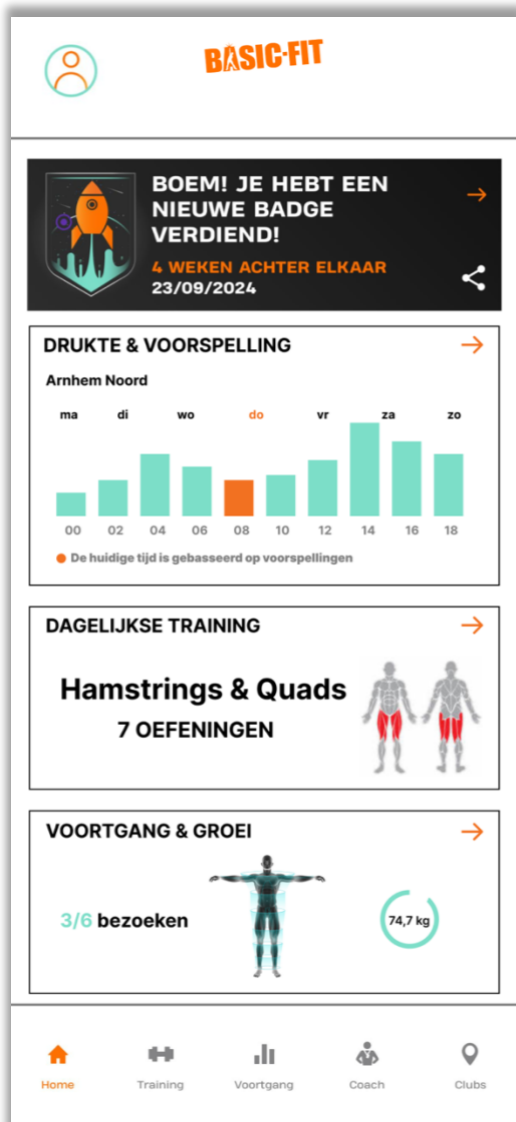 BASIC-FIT
BOEM! JE HEBT EEN
NIEUWE BADGE
VERDIEND!
4 WEKEN ACHTER ELKAAR
23/09/2024
DRUKTE & VOORSPELLING
Arnhem Noord
ma di wo do vr za zo
00 02 04 06 08 10 12 14 16 18
De huidige tijd is gebasseerd op voorspellingen
DAGELIJKSE TRAINING
Hamstrings & Quads
7 OEFENINGEN
VOORTGANG & GROEI
3/6 bezoeken
74,7 kg
Home Training Voortgang Coach Clubs